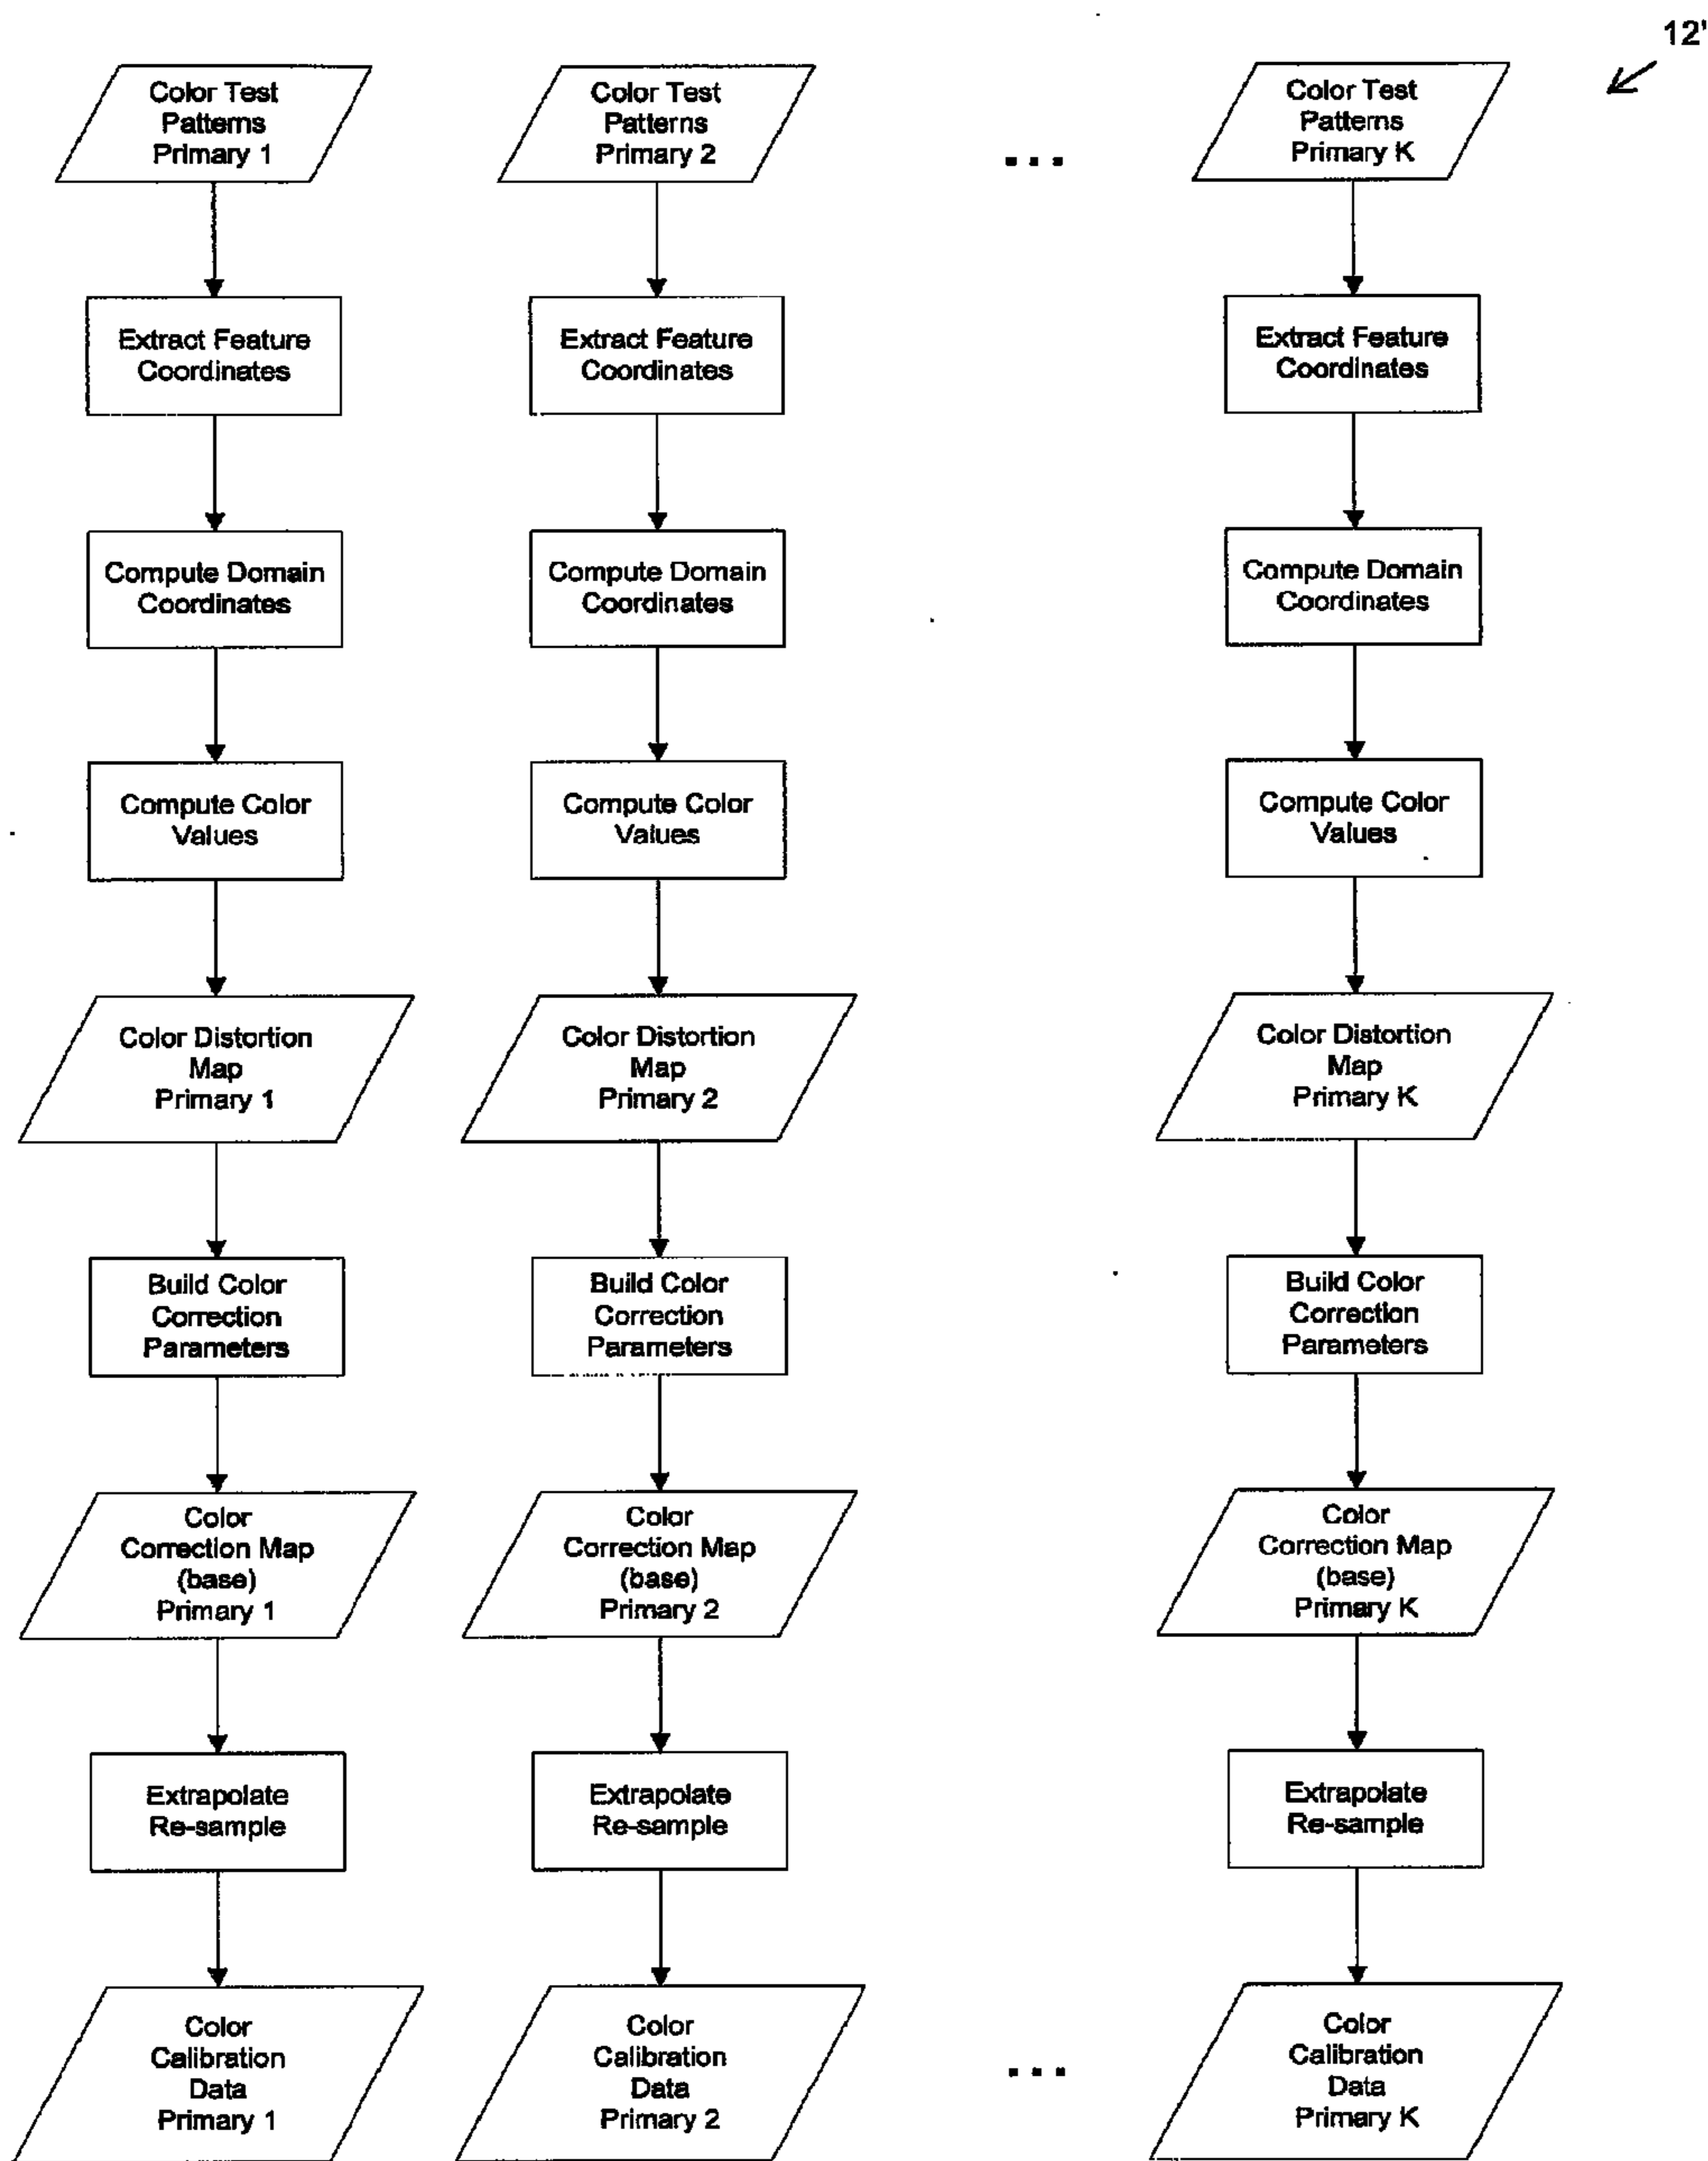 12'
Color Test
Patterns
Primary 1
Color Test
Patterns
Primary 2
...
Color Test
Patterns
Primary K
Extract Feature
Coordinates
Extract Feature
Coordinates
Extract Feature
Coordinates
Compute Domain
Coordinates
Compute Domain
Coordinates
Compute Domain
Coordinates
Compute Color
Values
Compute Color
Values
Compute Color
Values
Color Distortion
Map
Primary 1
Color Distortion
Map
Primary 2
Color Distortion
Map
Primary K
Build Color
Correction
Parameters
Build Color
Correction
Parameters
Build Color
Correction
Parameters
Color
Correction Map
(base)
Primary 1
Color
Correction Map
(base)
Primary 2
Color
Correction Map
(base)
Primary K
Extrapolate
Re-sample
Extrapolate
Re-sample
Extrapolate
Re-sample
Color
Calibration
Data
Primary 1
Color
Calibration
Data
Primary 2
...
Color
Calibration
Data
Primary K